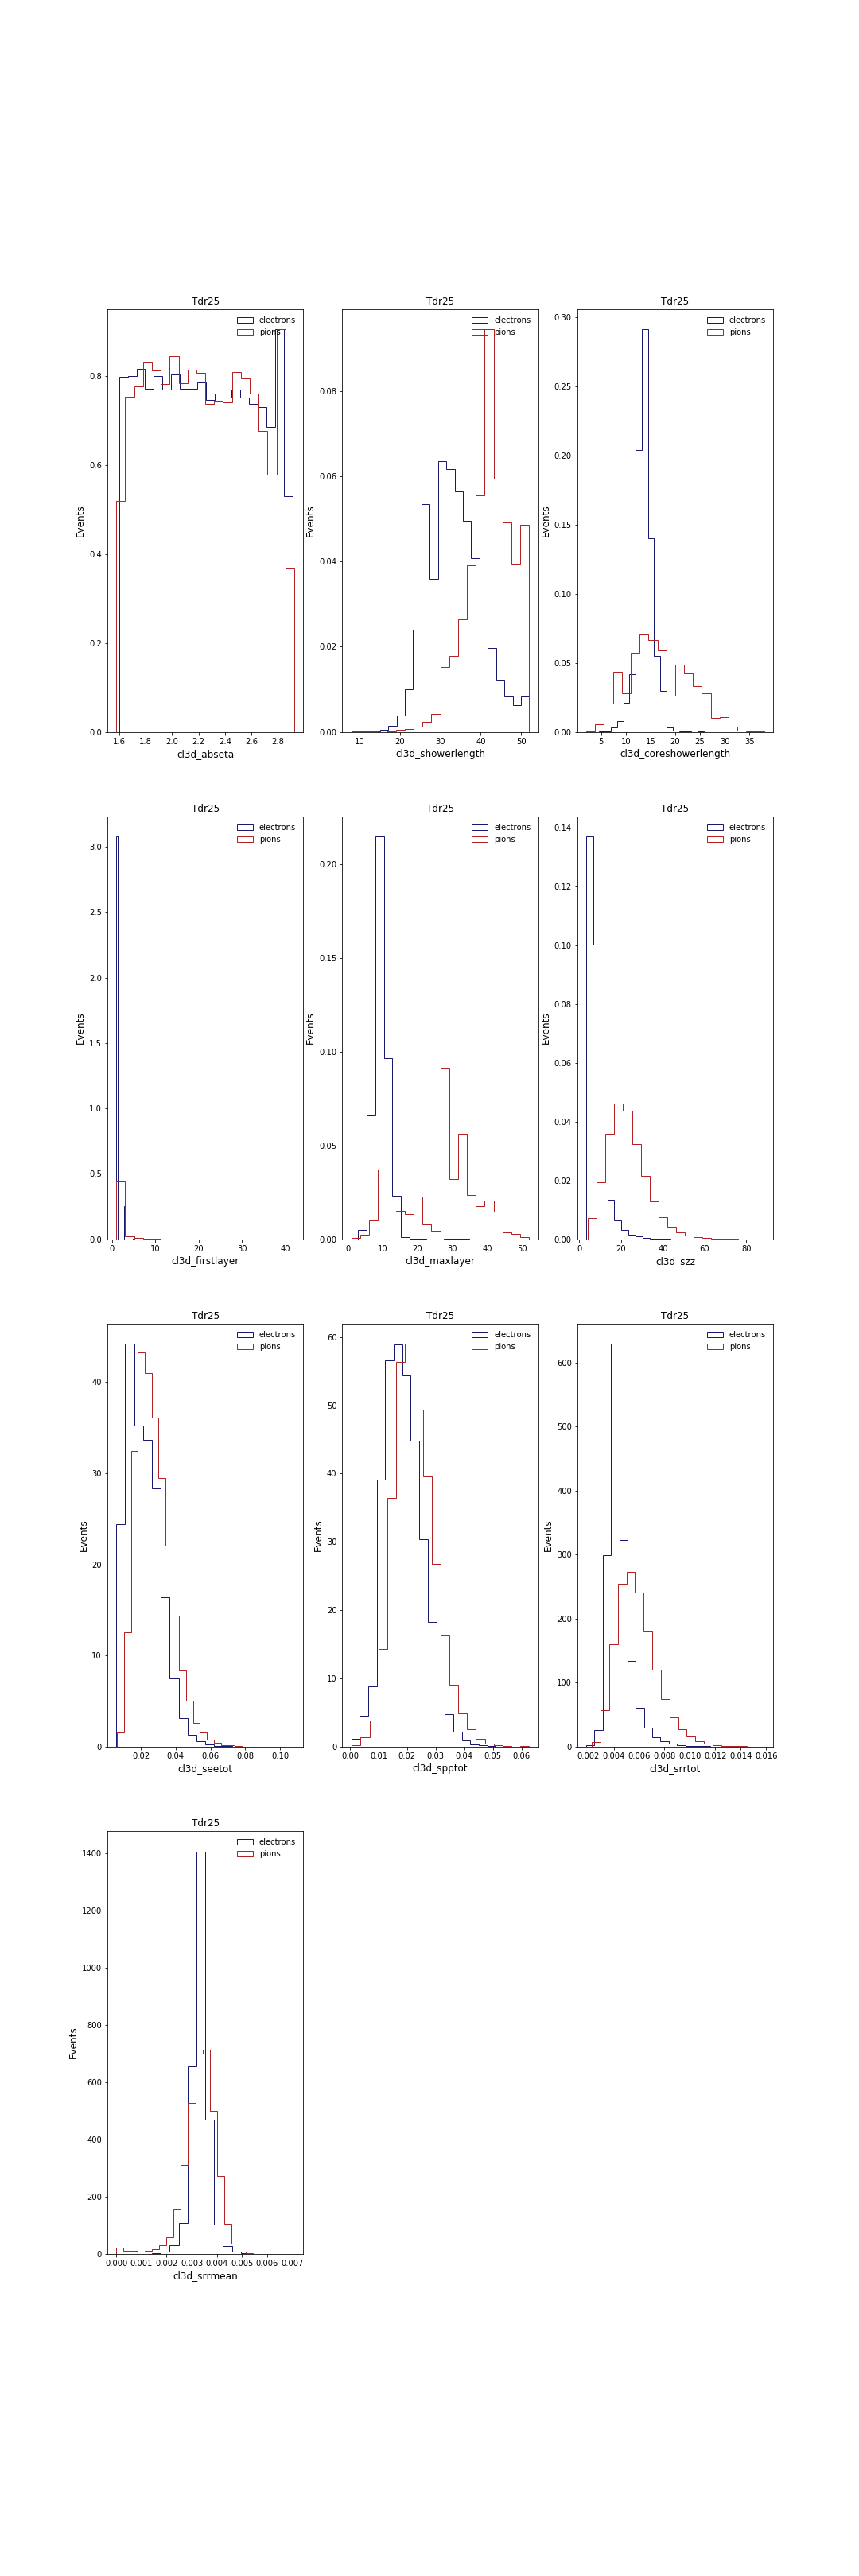 Tdr25 Tdr25 Tdr25
electrons electrons electrons
pions pions pions
Events Events Events
0.8 0.6 0.4 0.2 0.0
0.08 0.06 0.04 0.02 0.00
0.30 0.25 0.20 0.15 0.10 0.05 0.00
1.6 1.8 2.0 2.2 2.4 2.6 2.8 10 20 30 40 50 5 10 15 20 25 30 35
cl3d_abseta cl3d_showerlength cl3d_coreshowerlength
Tdr25 Tdr25 Tdr25
electrons electrons electrons
pions pions pions
Events Events Events
3.0 2.5 2.0 1.5 1.0 0.5 0.0
0.20 0.15 0.10 0.05 0.00
0.14 0.12 0.10 0.08 0.06 0.04 0.02 0.00
0 10 20 30 40 0 10 20 30 40 50 0 20 40 60 80
cl3d_firstlayer cl3d_maxlayer cl3d_szz
Tdr25 Tdr25 Tdr25
electrons electrons electrons
pions pions pions
Events Events Events
40 30 20 10 0
60 50 40 30 20 10 0
600 500 400 300 200 100 0
0.02 0.04 0.06 0.08 0.10 0.00 0.01 0.02 0.03 0.04 0.05 0.06 0.002 0.004 0.006 0.008 0.010 0.012 0.014 0.016
cl3d_seetot cl3d_spptot cl3d_srrtot
Tdr25
electrons
pions
Events
1400 1200 1000 800 600 400 200 0
0.000 0.001 0.002 0.003 0.004 0.005 0.006 0.007
cl3d_srrmean